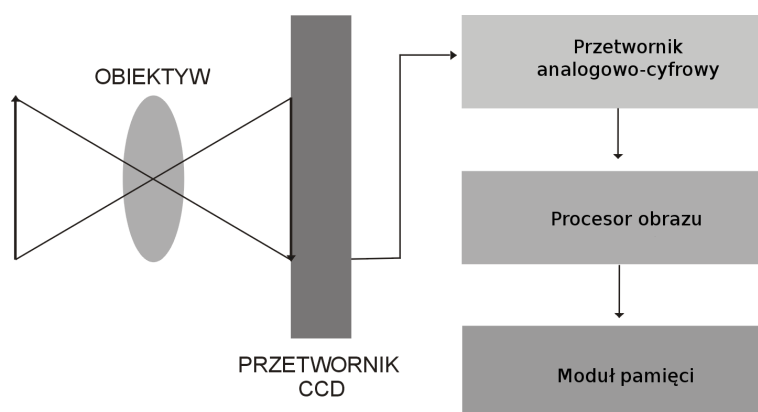 OBIEKTYW
PRZETWORNIK
CCD
Przetwornik
analogowo-cyfrowy
Procesor obrazu
Moduł pamięci